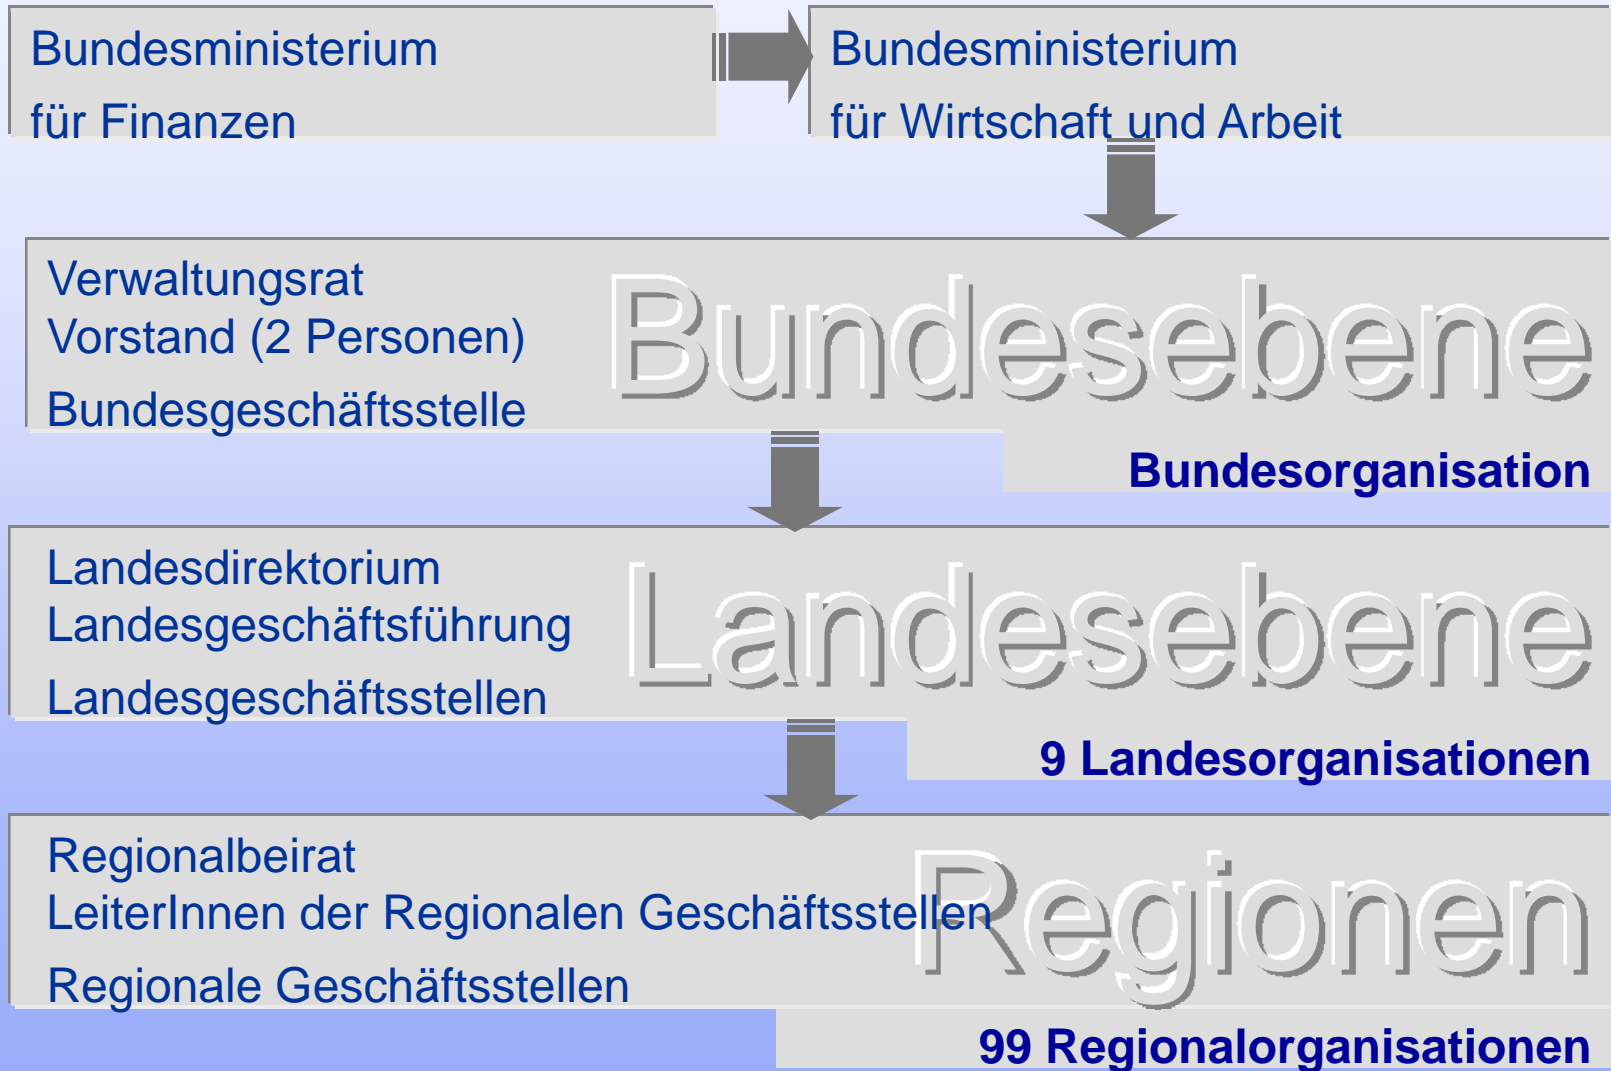 Bundesministerium
für Finanzen
Bundesministerium
für Wirtschaft und Arbeit
Verwaltungsrat
Vorstand (2 Personen)
Bundesgeschäftsstelle
Bundesebene
Bundesorganisation
Landesdirektorium
Landesgeschäftsführung
Landesgeschäftsstellen
Landesebene
9 Landesorganisationen
Regionalbeirat
LeiterInnen der Regionalen Geschäftsstellen
Regionale Geschäftsstellen
Regionen
99 Regionalorganisationen